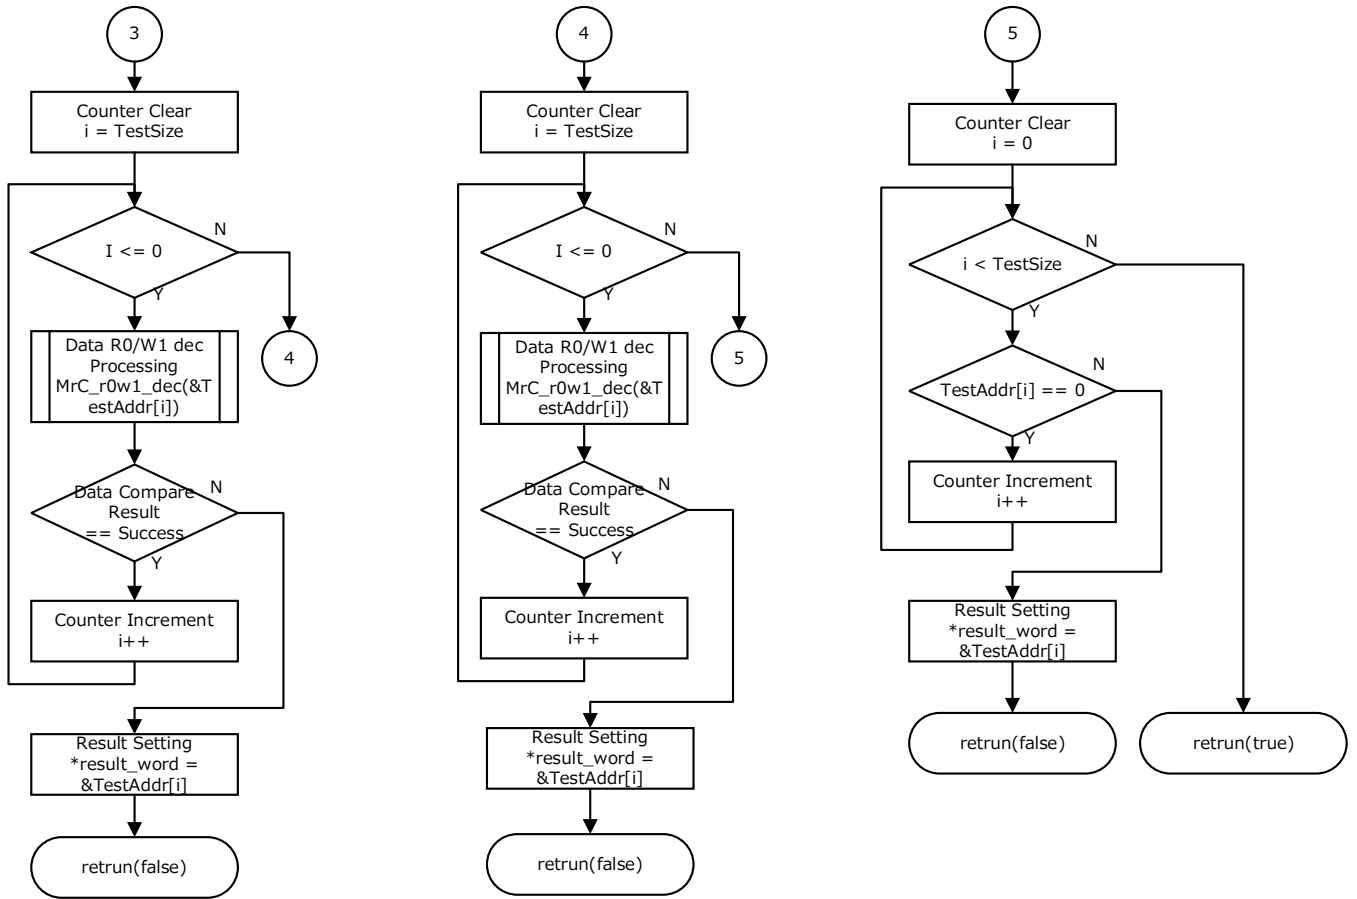 3
Counter Clear
i = TestSize
I <= 0
N
Y
Data R0/W1 dec
Processing
MrC_r0w1_dec(&T
estAddr[i])
4
Data Compare
Result
== Success
N
Y
Counter Increment
i++
Result Setting
*result_word =
&TestAddr[i]
retrun(false)
4
Counter Clear
i = TestSize
I <= 0
N
Y
Data R0/W1 dec
Processing
MrC_r0w1_dec(&T
estAddr[i])
5
Data Compare
Result
== Success
N
Y
Counter Increment
i++
Result Setting
*result_word =
&TestAddr[i]
retrun(false)
5
Counter Clear
i = 0
i < TestSize
N
Y
TestAddr[i] == 0
N
Y
Counter Increment
i++
Result Setting
*result_word =
&TestAddr[i]
retrun(false)
retrun(true)